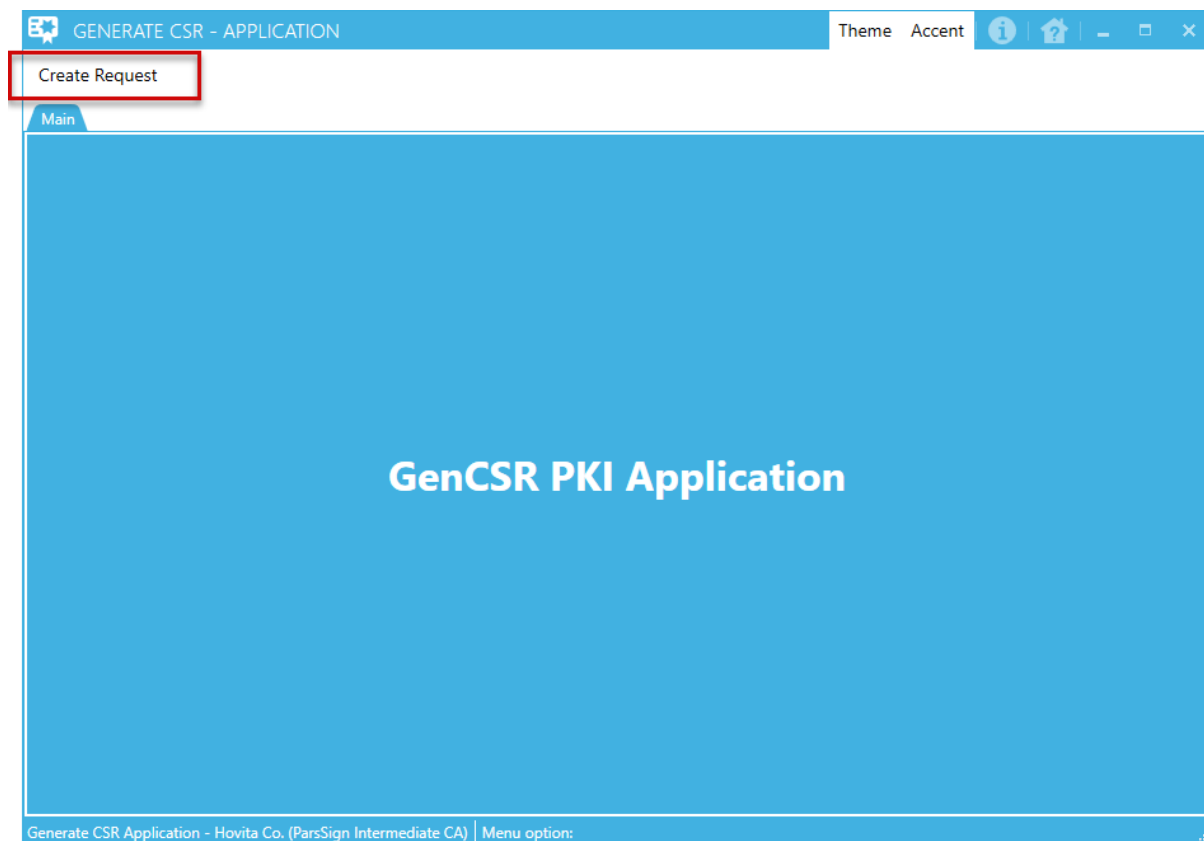 GENERATE CSR - APPLICATION Theme Accent
Create Request
Main
GenCSR PKI Application
Generate CSR Application - Hovita Co. (ParsSign Intermediate CA) Menu option: